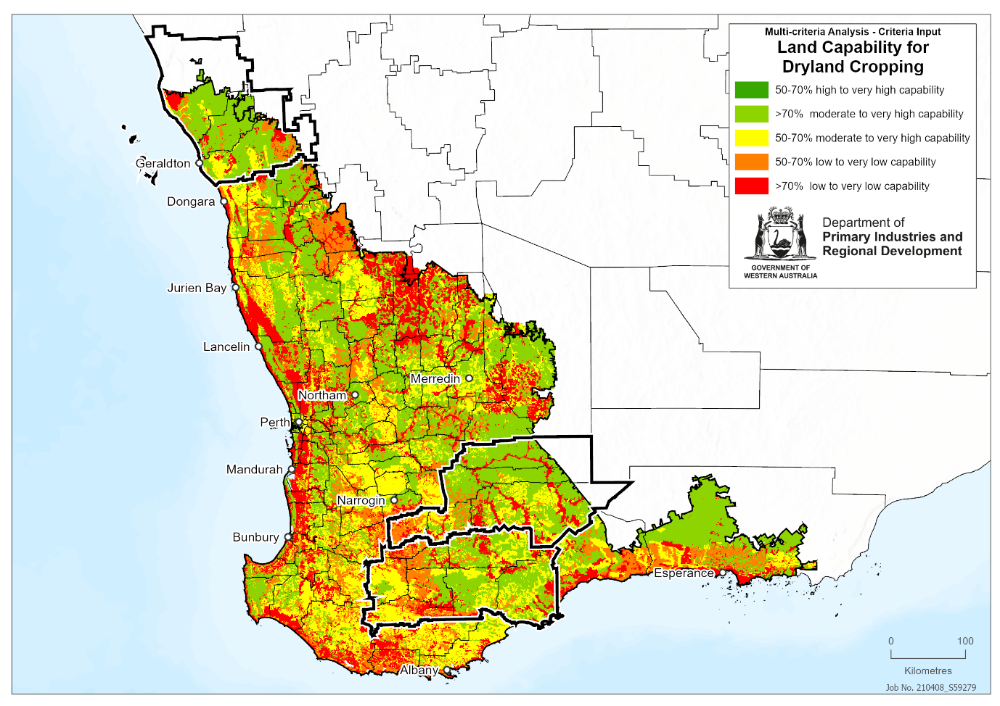 Multi-criteria Analysis - Criteria Input
Land Capability for
Dryland Cropping
50-70% high to very high capability
>70% moderate to very high capability
50-70% moderate to very high capability
50-70% low to very low capability
>70% low to very low capability
GOVERNMENT OF
WESTERN AUSTRALIA
Department of
Primary Industries and
Regional Development
Geraldton
Dongara
Jurien Bay
Lancelin
Merredin
Northam
Perth
Mandurah
Narrogin
Bunbury
Esperance
Albany
0 100
Kilometres
Job No. 210408_S59279